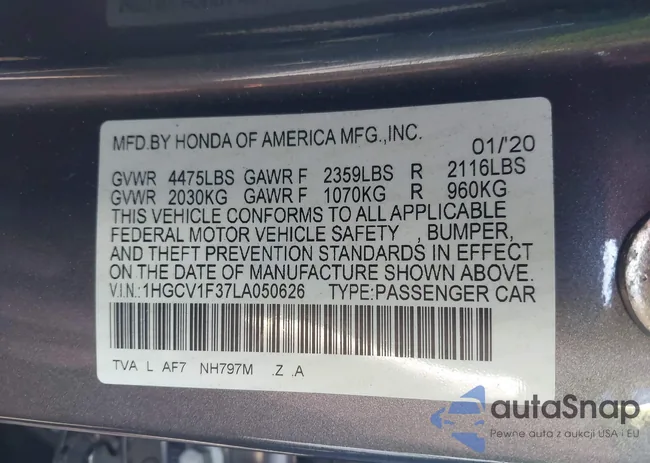 MFD.BY HONDA OF AMERICA MFG.,INC. 01/'20
GVWR 4475LBS GAWR F 2359LBS R 2116LBS
GVWR 2030KG GAWR F 1070KG R 960KG
THIS VEHICLE CONFORMS TO ALL APPLICABLE
FEDERAL MOTOR VEHICLE SAFETY , BUMPER,
AND THEFT PREVENTION STANDARDS IN EFFECT
ON THE DATE OF MANUFACTURE SHOWN ABOVE.
V.I.N.:1HGCV1F37LA050626 TYPE:PASSENGER CAR
TVA L AF7 NH797M .Z .A
autaSnap
Pewne auta z aukcji USA i EU